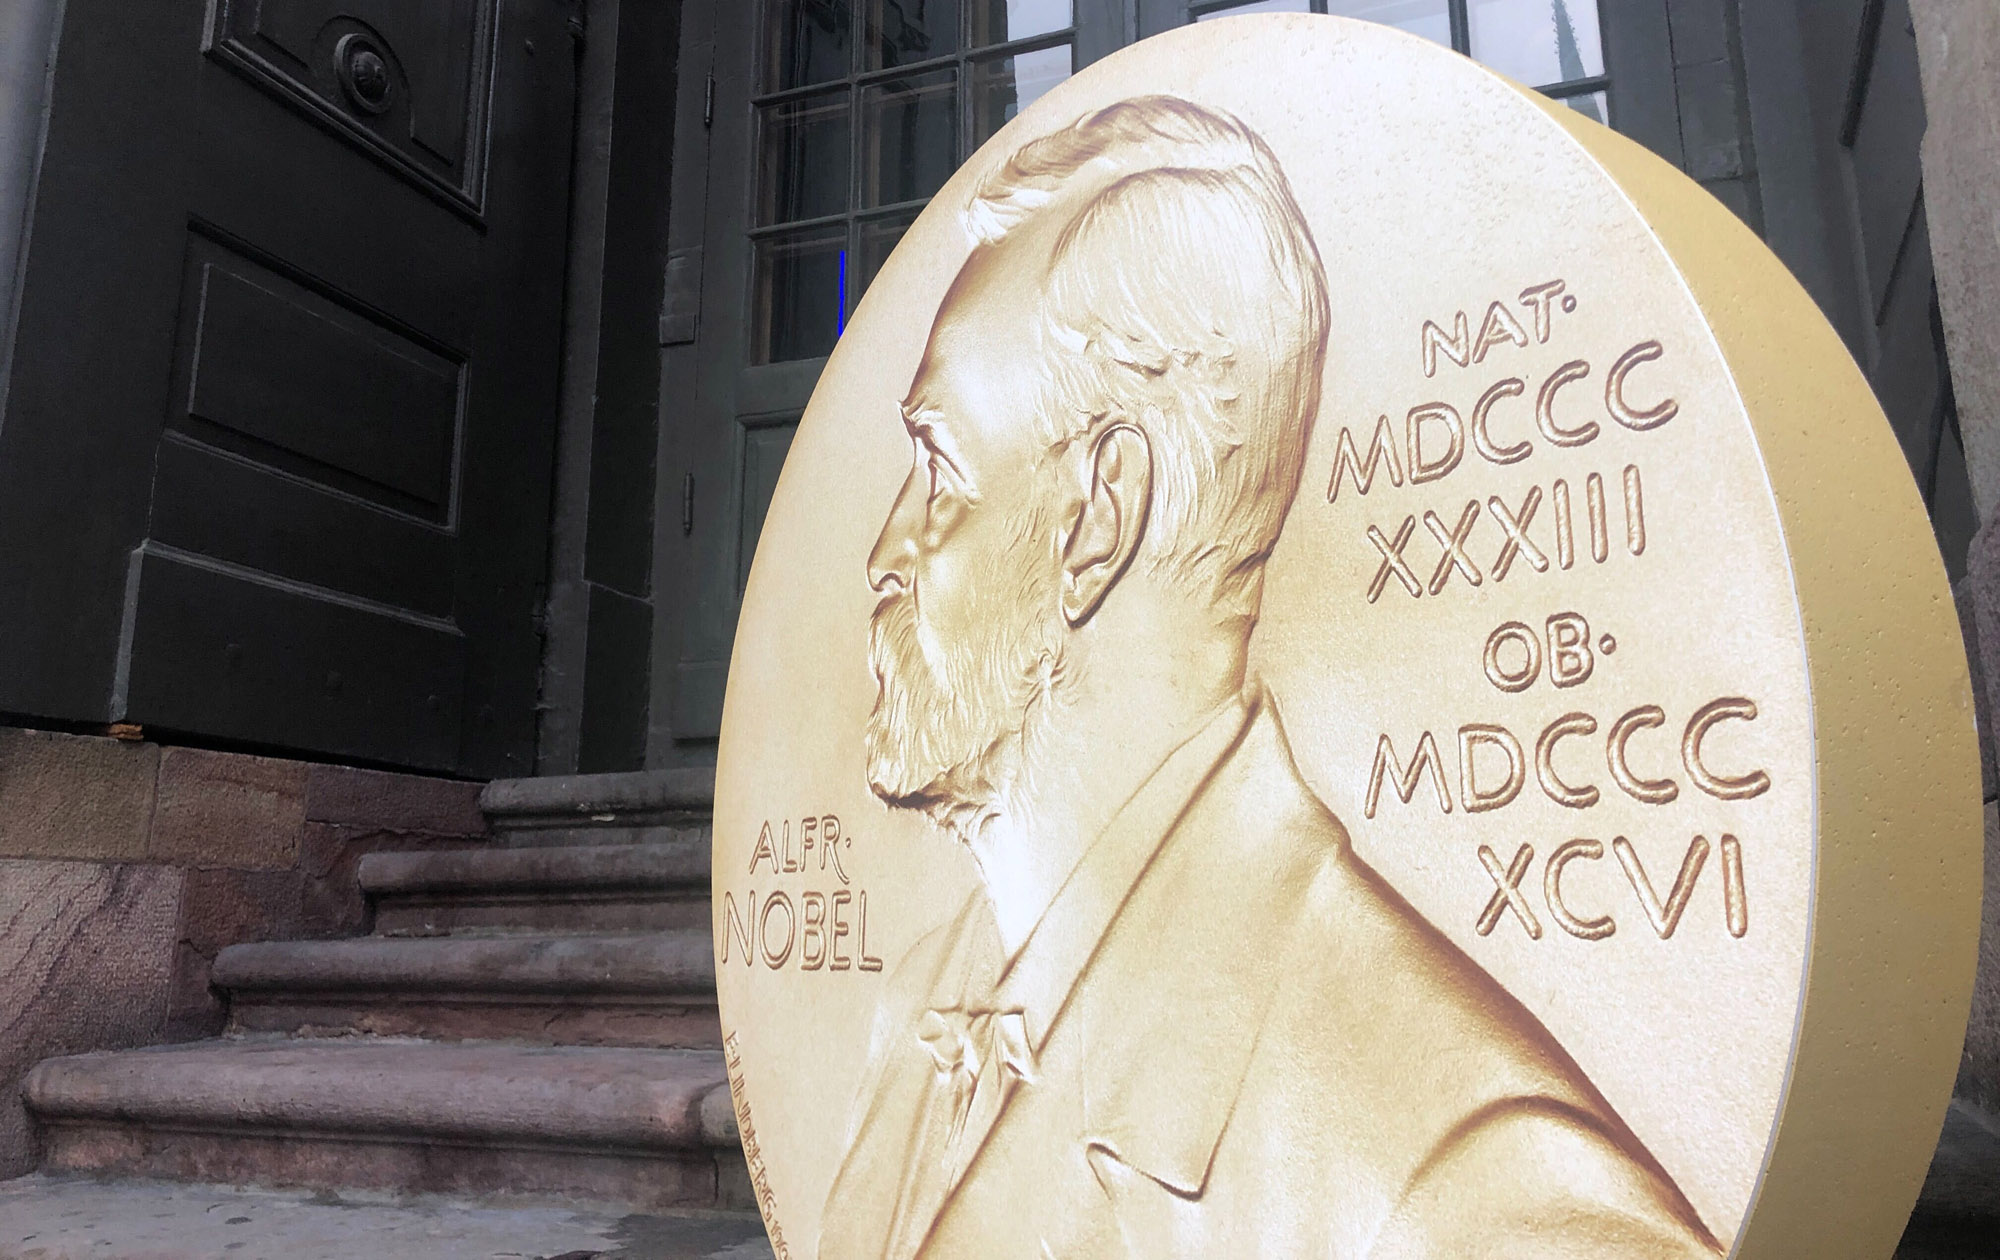 ALFR.
NOBEL
NAT.
MDCCC
XXXIII
OB.
MDCCC
XCVI